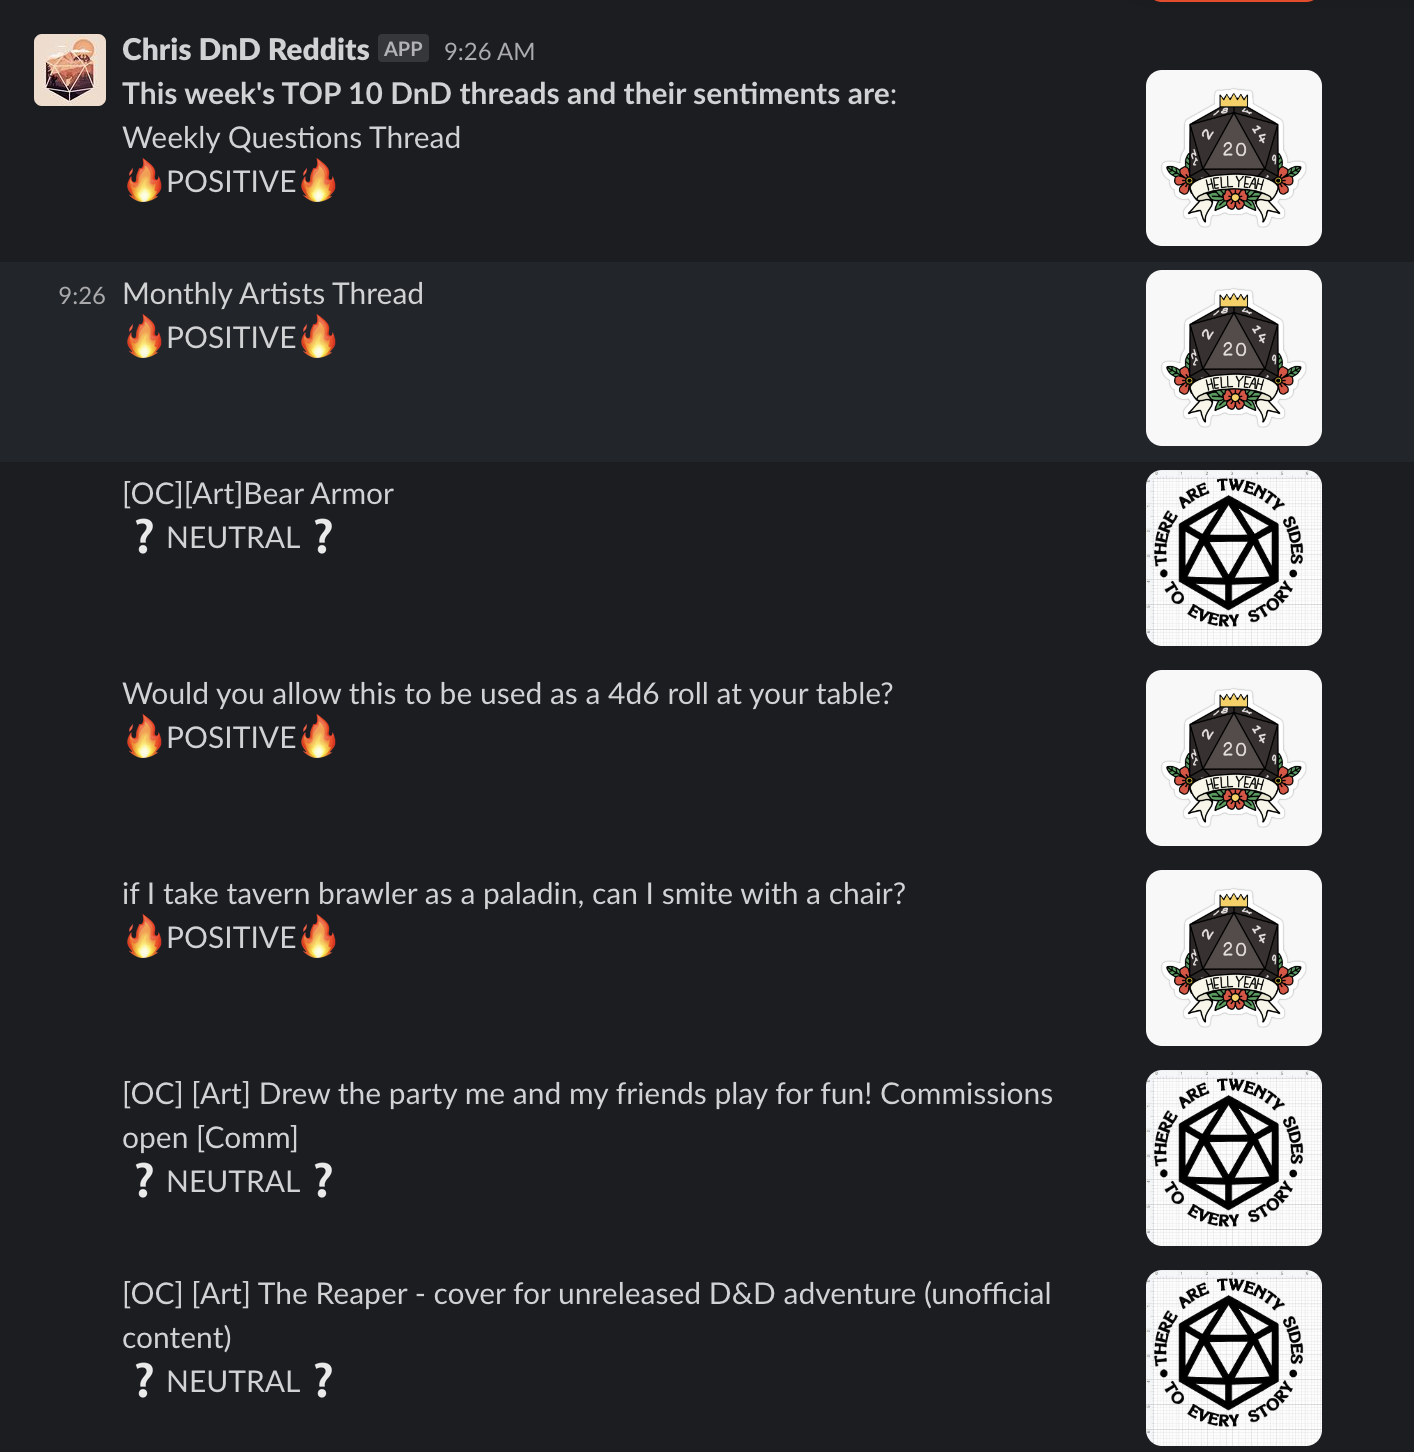 Chris DnD Reddits APP 9:26 AM
This week's TOP 10 DnD threads and their sentiments are:
Weekly Questions Thread
🔥POSITIVE🔥
20
2
14
8
HELL YEAH
9:26 Monthly Artists Thread
🔥POSITIVE🔥
20
2
14
8
HELL YEAH
[OC][Art]Bear Armor
❔ NEUTRAL ❔
THERE ARE TWENTY SIDES
• TO EVERY STORY •
Would you allow this to be used as a 4d6 roll at your table?
🔥POSITIVE🔥
20
2
14
8
HELL YEAH
if I take tavern brawler as a paladin, can I smite with a chair?
🔥POSITIVE🔥
20
2
14
8
HELL YEAH
[OC] [Art] Drew the party me and my friends play for fun! Commissions
open [Comm]
❔ NEUTRAL ❔
THERE ARE TWENTY SIDES
• TO EVERY STORY •
[OC] [Art] The Reaper - cover for unreleased D&D adventure (unofficial
content)
❔ NEUTRAL ❔
THERE ARE TWENTY SIDES
• TO EVERY STORY •